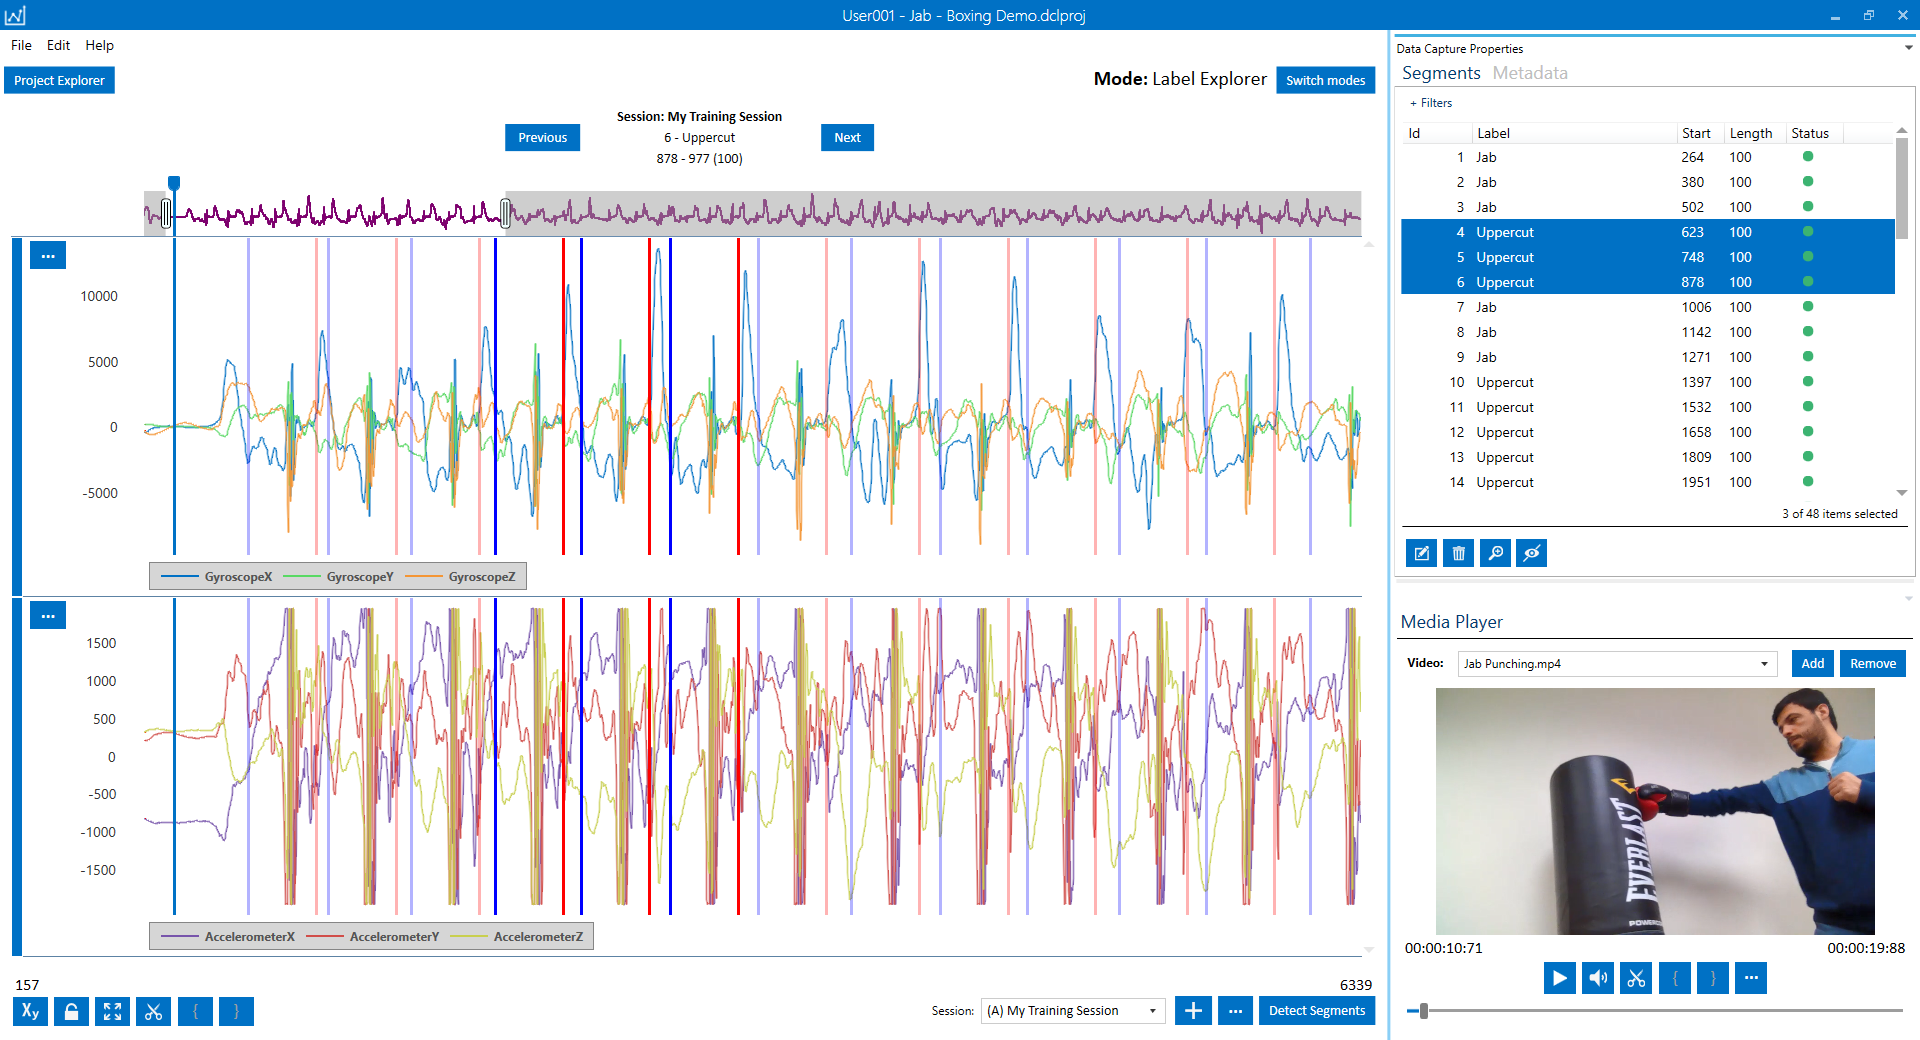 User001 - Jab - Boxing Demo.dclproj
File Edit Help
Project Explorer
Mode: Label Explorer Switch modes
Session: My Training Session
Previous 6 - Uppercut Next
878 - 977 (100)
...
10000
5000
0
-5000
GyroscopeX GyroscopeY GyroscopeZ
...
1500
1000
500
0
-500
-1000
-1500
AccelerometerX AccelerometerY AccelerometerZ
157 6339
Xy { } Session: (A) My Training Session + ... Detect Segments
Data Capture Properties
Segments Metadata
+ Filters
Id Label Start Length Status
1 Jab 264 100
2 Jab 380 100
3 Jab 502 100
4 Uppercut 623 100
5 Uppercut 748 100
6 Uppercut 878 100
7 Jab 1006 100
8 Jab 1142 100
9 Jab 1271 100
10 Uppercut 1397 100
11 Uppercut 1532 100
12 Uppercut 1658 100
13 Uppercut 1809 100
14 Uppercut 1951 100
3 of 48 items selected
Media Player
Video: Jab Punching.mp4 Add Remove
EVERLAST
00:00:10:71 00:00:19:88
{ } ...